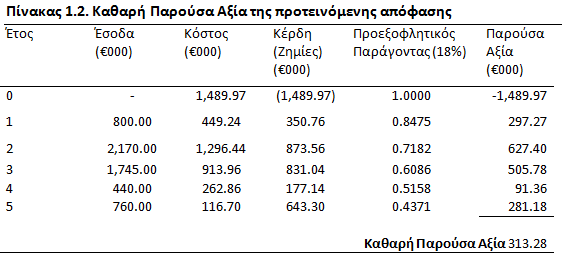 Πίνακας 1.2. Καθαρή Παρούσα Αξία της προτεινόμενης απόφασης
Έτος Έσοδα Κόστος Κέρδη Προεξοφλητικός Παρούσα
(€000) (€000) (Ζημίες) Παράγοντας (18%) Αξία
(€000) (€000)
0 - 1,489.97 (1,489.97) 1.0000 -1,489.97
1 800.00 449.24 350.76 0.8475 297.27
2 2,170.00 1,296.44 873.56 0.7182 627.40
3 1,745.00 913.96 831.04 0.6086 505.78
4 440.00 262.86 177.14 0.5158 91.36
5 760.00 116.70 643.30 0.4371 281.18
Καθαρή Παρούσα Αξία 313.28